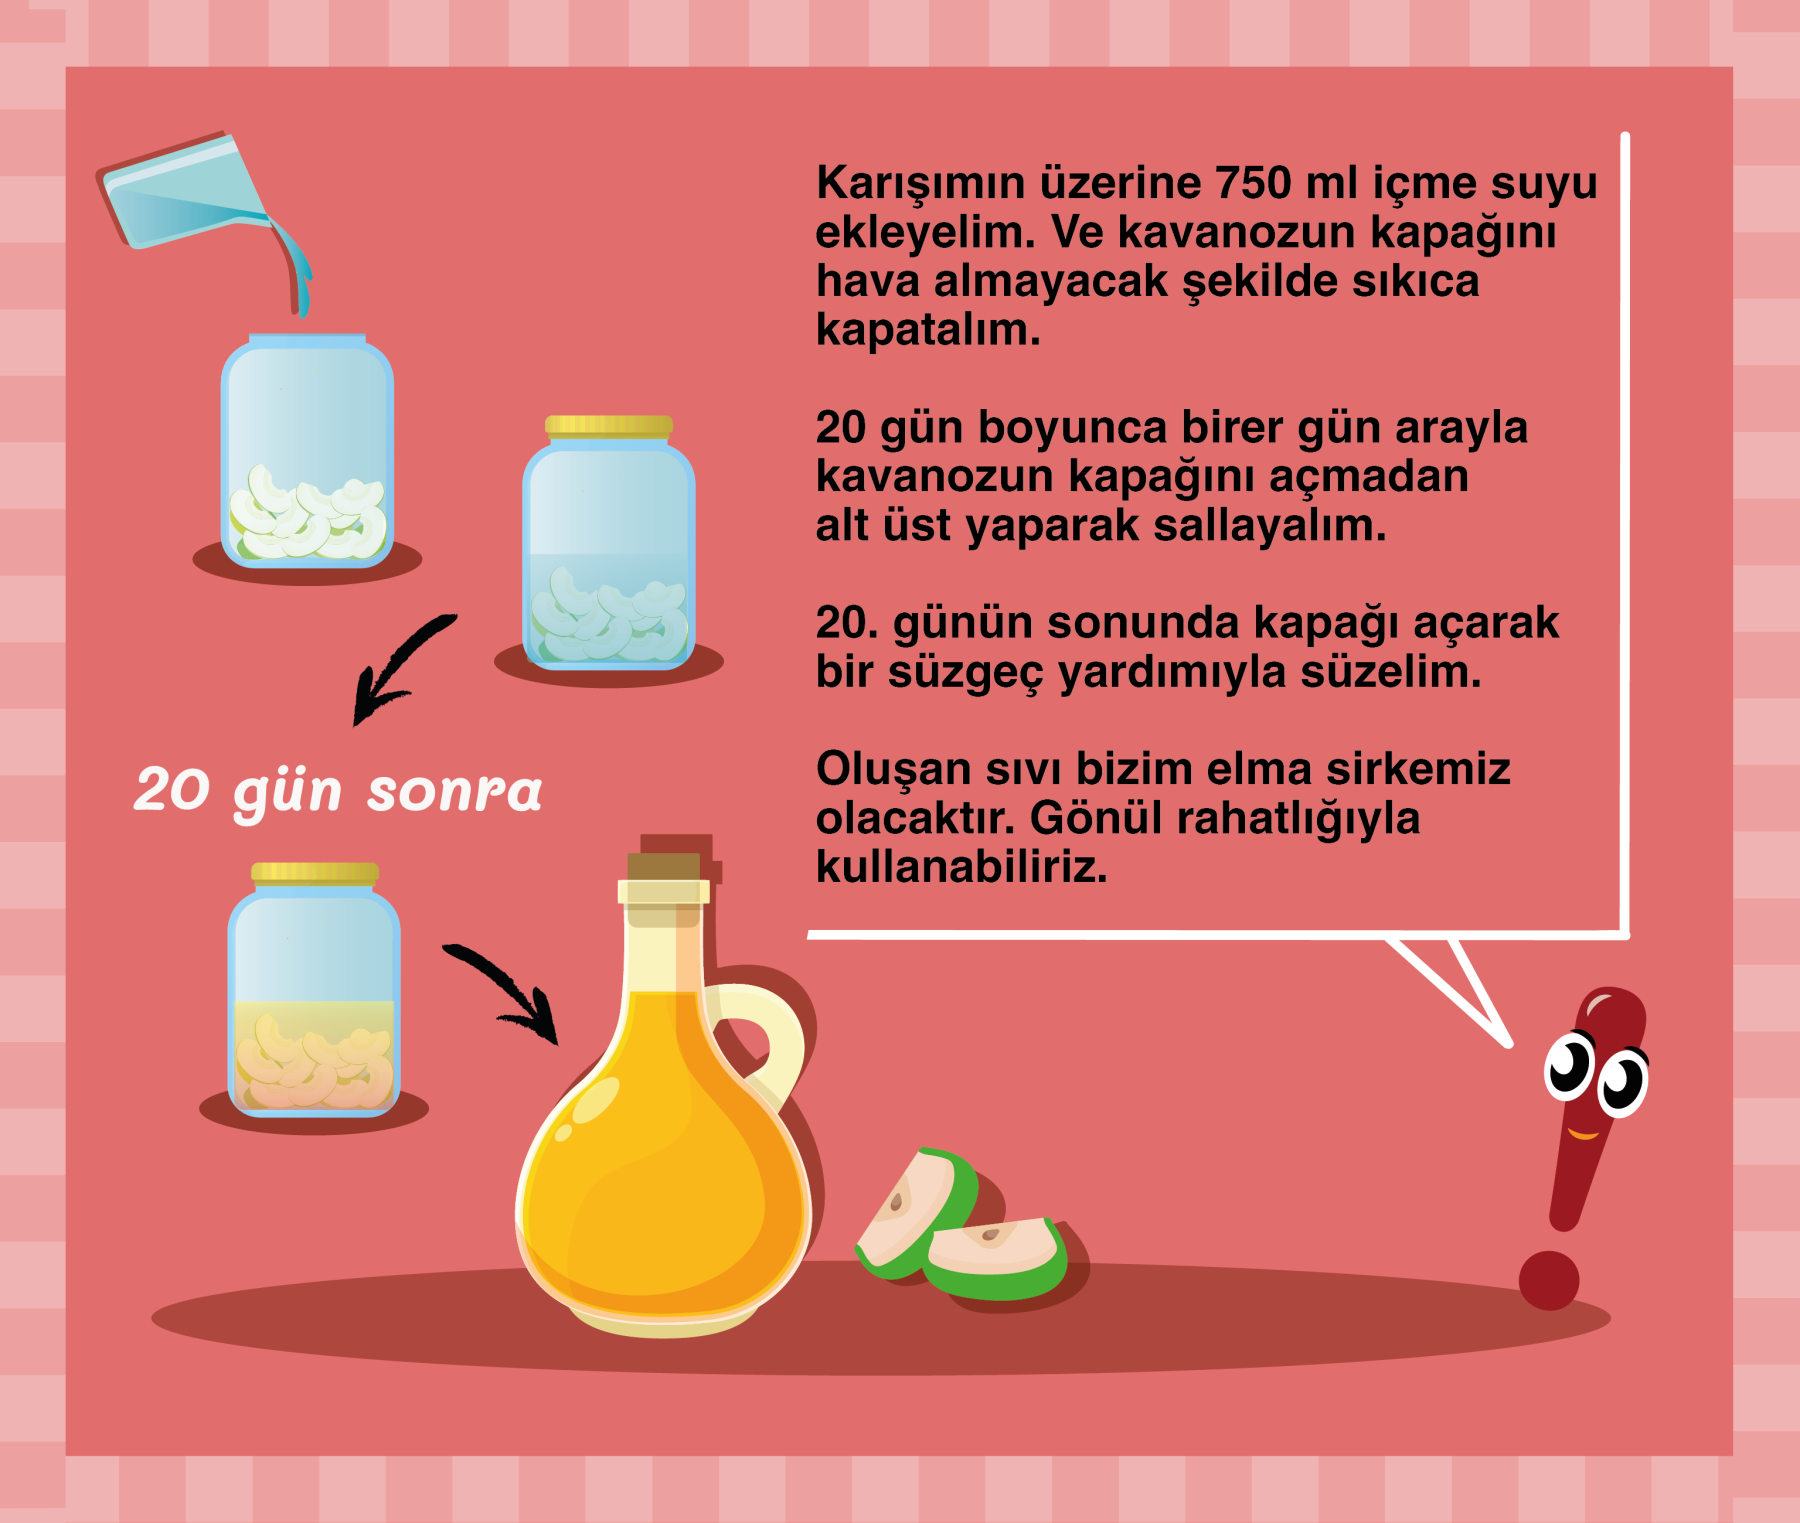 Karışımın üzerine 750 ml içme suyu
ekleyelim. Ve kavanozun kapağını
hava almayacak şekilde sıkıca
kapatalım.
20 gün boyunca birer gün arayla
kavanozun kapağını açmadan
alt üst yaparak sallayalım.
20. günün sonunda kapağı açarak
bir süzgeç yardımıyla süzelim.
Oluşan sıvı bizim elma sirkemiz
olacaktır. Gönül rahatlığıyla
kullanabiliriz.
20 gün sonra